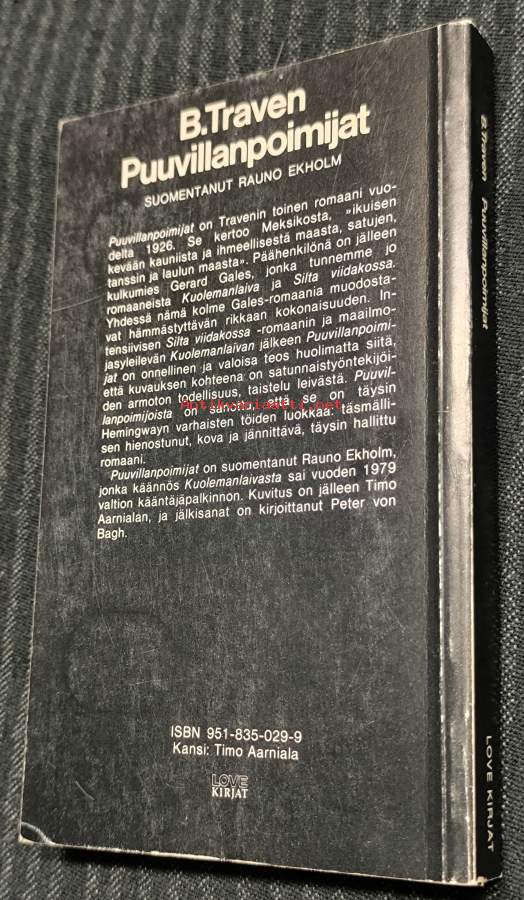 B.Traven
Puuvillanpoimijat
SUOMENTANUT RAUNO EKHOLM
Puuvillanpoimijat on Travenin toinen romaani vuo-
delta 1926. Se kertoo Meksikosta, »ikuisen
kevään kauniista ja ihmeellisestä maasta, satujen,
tanssin ja laulun maasta». Päähenkilönä on jälleen
kulkumies Gerard Gales, jonka tunnemme jo
romaaneista Kuolemanlaiva ja Silta viidakossa.
Yhdessä nämä kolme Gales-romaania muodosta-
vat hämmästyttävän rikkaan kokonaisuuden. In-
tensiivisen Silta viidakossa -romaanin ja maailmo-
jasyleilevän Kuolemanlaivan jälkeen Puuvillanpoimi-
jat on onnellinen ja valoisa teos huolimatta siitä,
että kuvauksen kohteena on satunnaistyöntekijöi-
den armoton todellisuus, taistelu leivästä. Puuvil-
lanpoimijoista on sanottu, että se on täysin
Hemingwayn varhaisten töiden luokkaa: täsmälli-
sen hienostunut, kova ja jännittävä, täysin hallittu
romaani.
Puuvillanpoimijat on suomentanut Rauno Ekholm,
jonka käännös Kuolemanlaivasta sai vuoden 1979
valtion kääntäjäpalkinnon. Kuvitus on jälleen Timo
Aarnialan, ja jälkisanat on kirjoittanut Peter von
Bagh.
ISBN 951-835-029-9
Kansi: Timo Aarniala
LOVE
KIRJAT
B.Traven Puuvillanpoimijat
LOVE KIRJAT